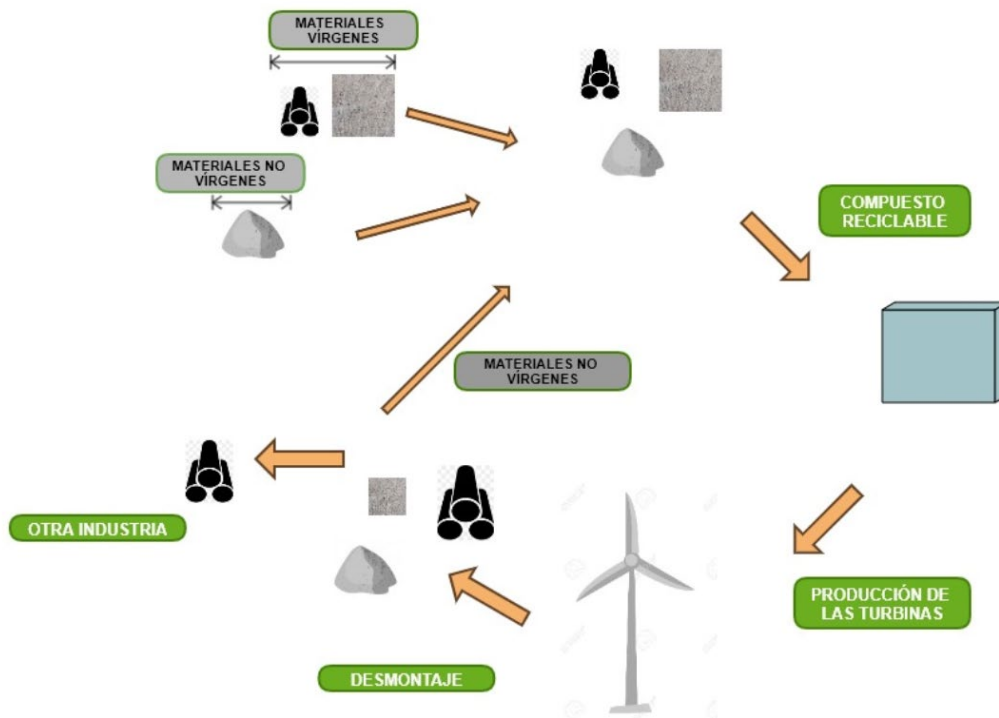 MATERIALES
VÍRGENES
MATERIALES NO
VÍRGENES
COMPUESTO
RECICLABLE
MATERIALES NO
VÍRGENES
OTRA INDUSTRIA
PRODUCCIÓN DE
LAS TURBINAS
DESMONTAJE